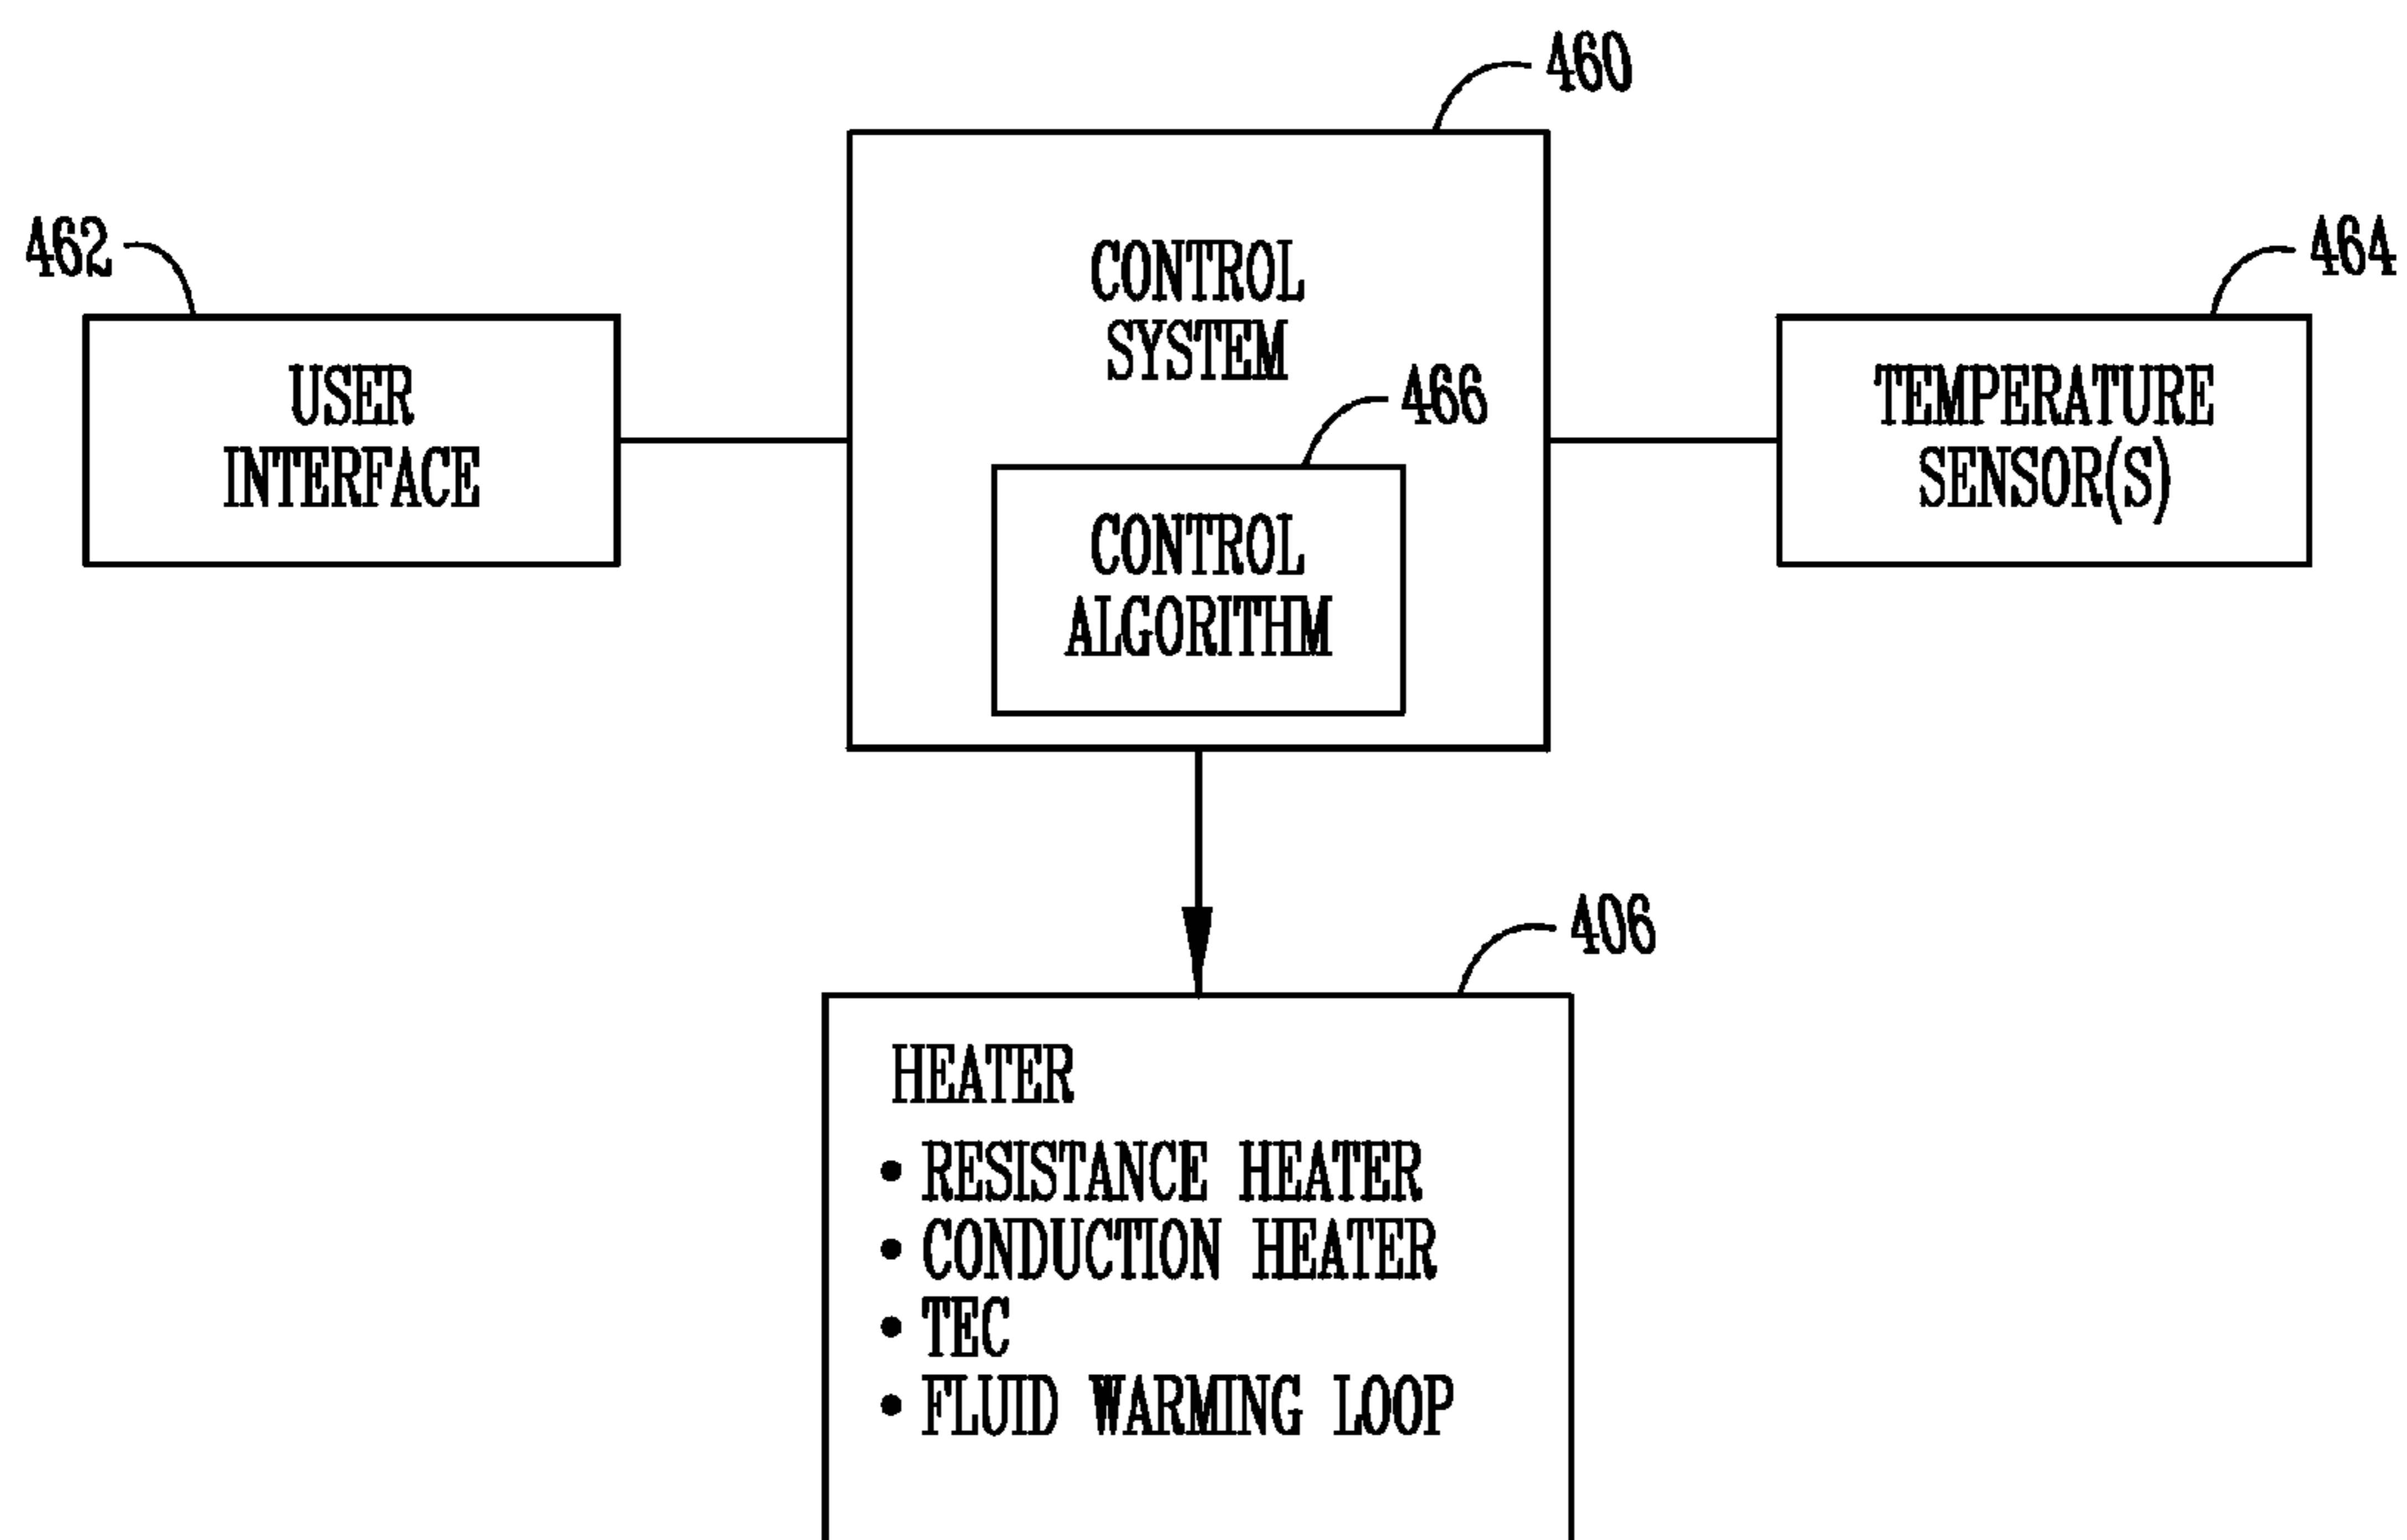 460
CONTROL
SYSTEM
462
USER
INTERFACE
464
TEMPERATURE
SENSOR(S)
466
CONTROL
ALGORITHM
406
HEATER
• RESISTANCE HEATER
• CONDUCTION HEATER
• TEC
• FLUID WARMING LOOP